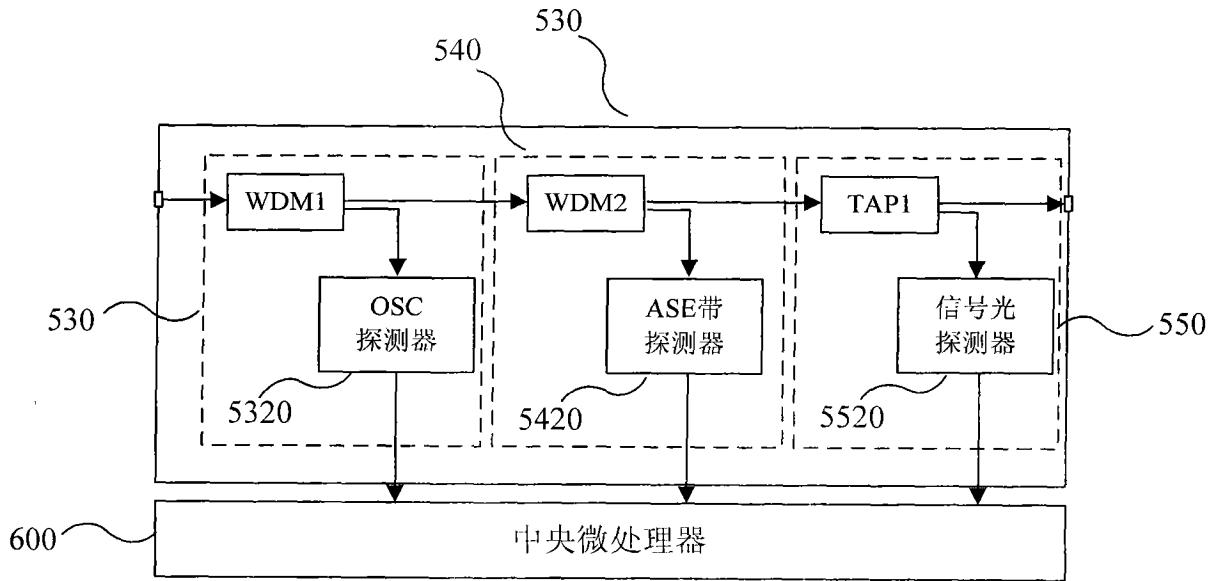 530
540
WDM1
WDM2
TAP1
530
OSC
探测器
ASE带
探测器
信号光
探测器
550
5320
5420
5520
600
中央微处理器